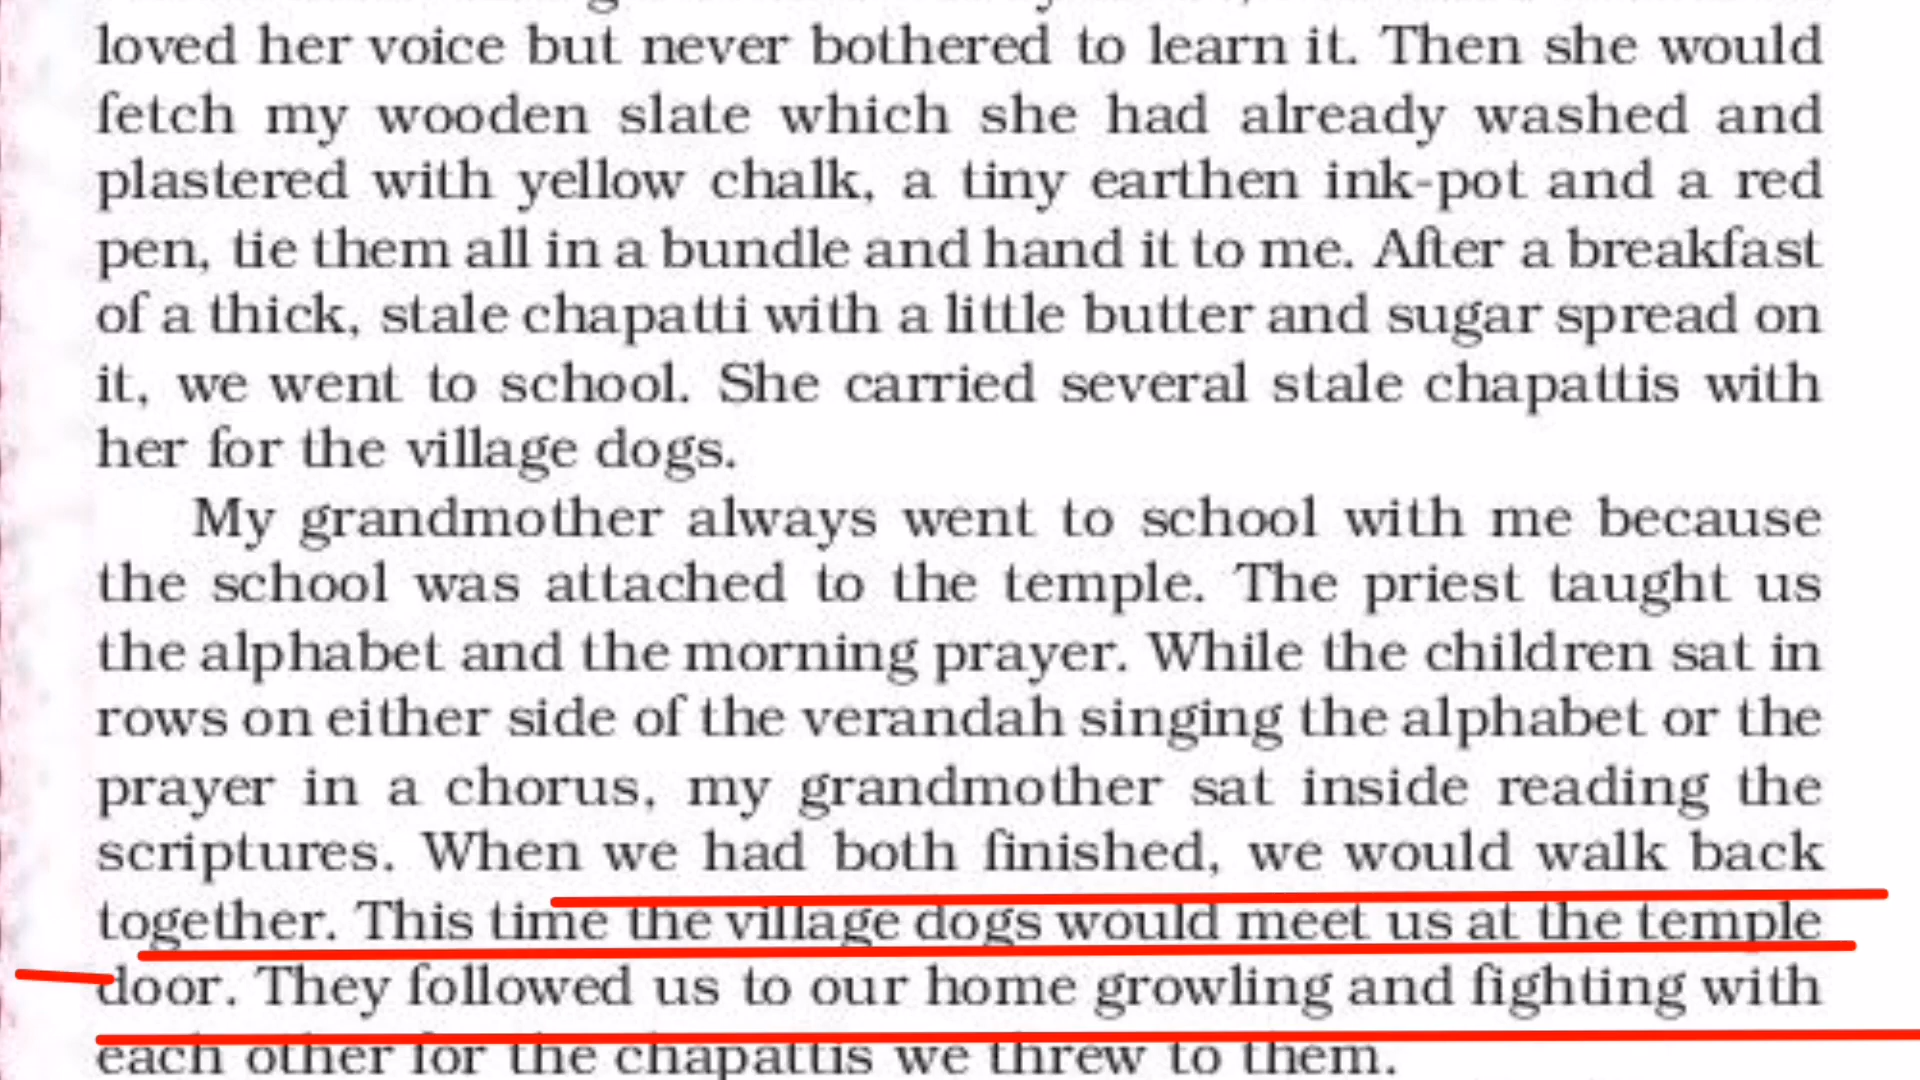 loved her voice but never bothered to learn it. Then she would
fetch my wooden slate which she had already washed and
plastered with yellow chalk, a tiny earthen ink-pot and a red
pen, tie them all in a bundle and hand it to me. After a breakfast
of a thick, stale chapatti with a little butter and sugar spread on
it, we went to school. She carried several stale chapattis with
her for the village dogs.
My grandmother always went to school with me because
the school was attached to the temple. The priest taught us
the alphabet and the morning prayer. While the children sat in
rows on either side of the verandah singing the alphabet or the
prayer in a chorus, my grandmother sat inside reading the
scriptures. When we had both finished, we would walk back
together. This time the village dogs would meet us at the temple
door. They followed us to our home growling and fighting with
each other for the chapattis we threw to them.